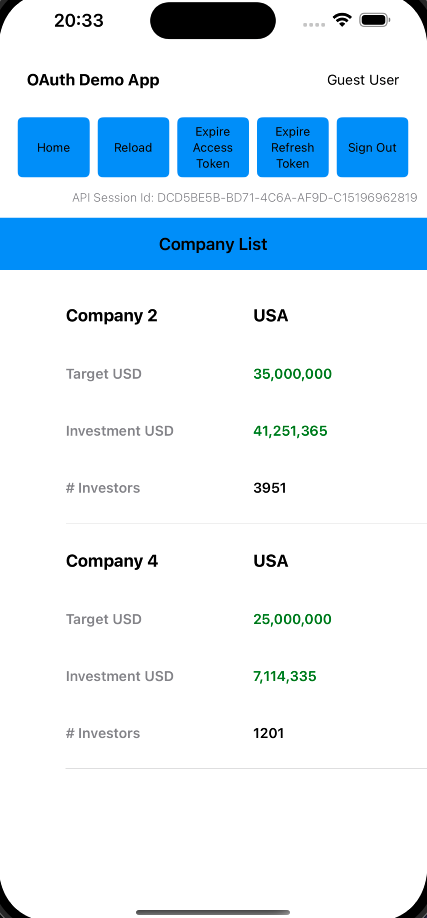 20:33
OAuth Demo App Guest User
Home Reload Expire Access Token Expire Refresh Token Sign Out
API Session Id: DCD5BE5B-BD71-4C6A-AF9D-C15196962819
Company List
Company 2 USA
Target USD 35,000,000
Investment USD 41,251,365
# Investors 3951
Company 4 USA
Target USD 25,000,000
Investment USD 7,114,335
# Investors 1201